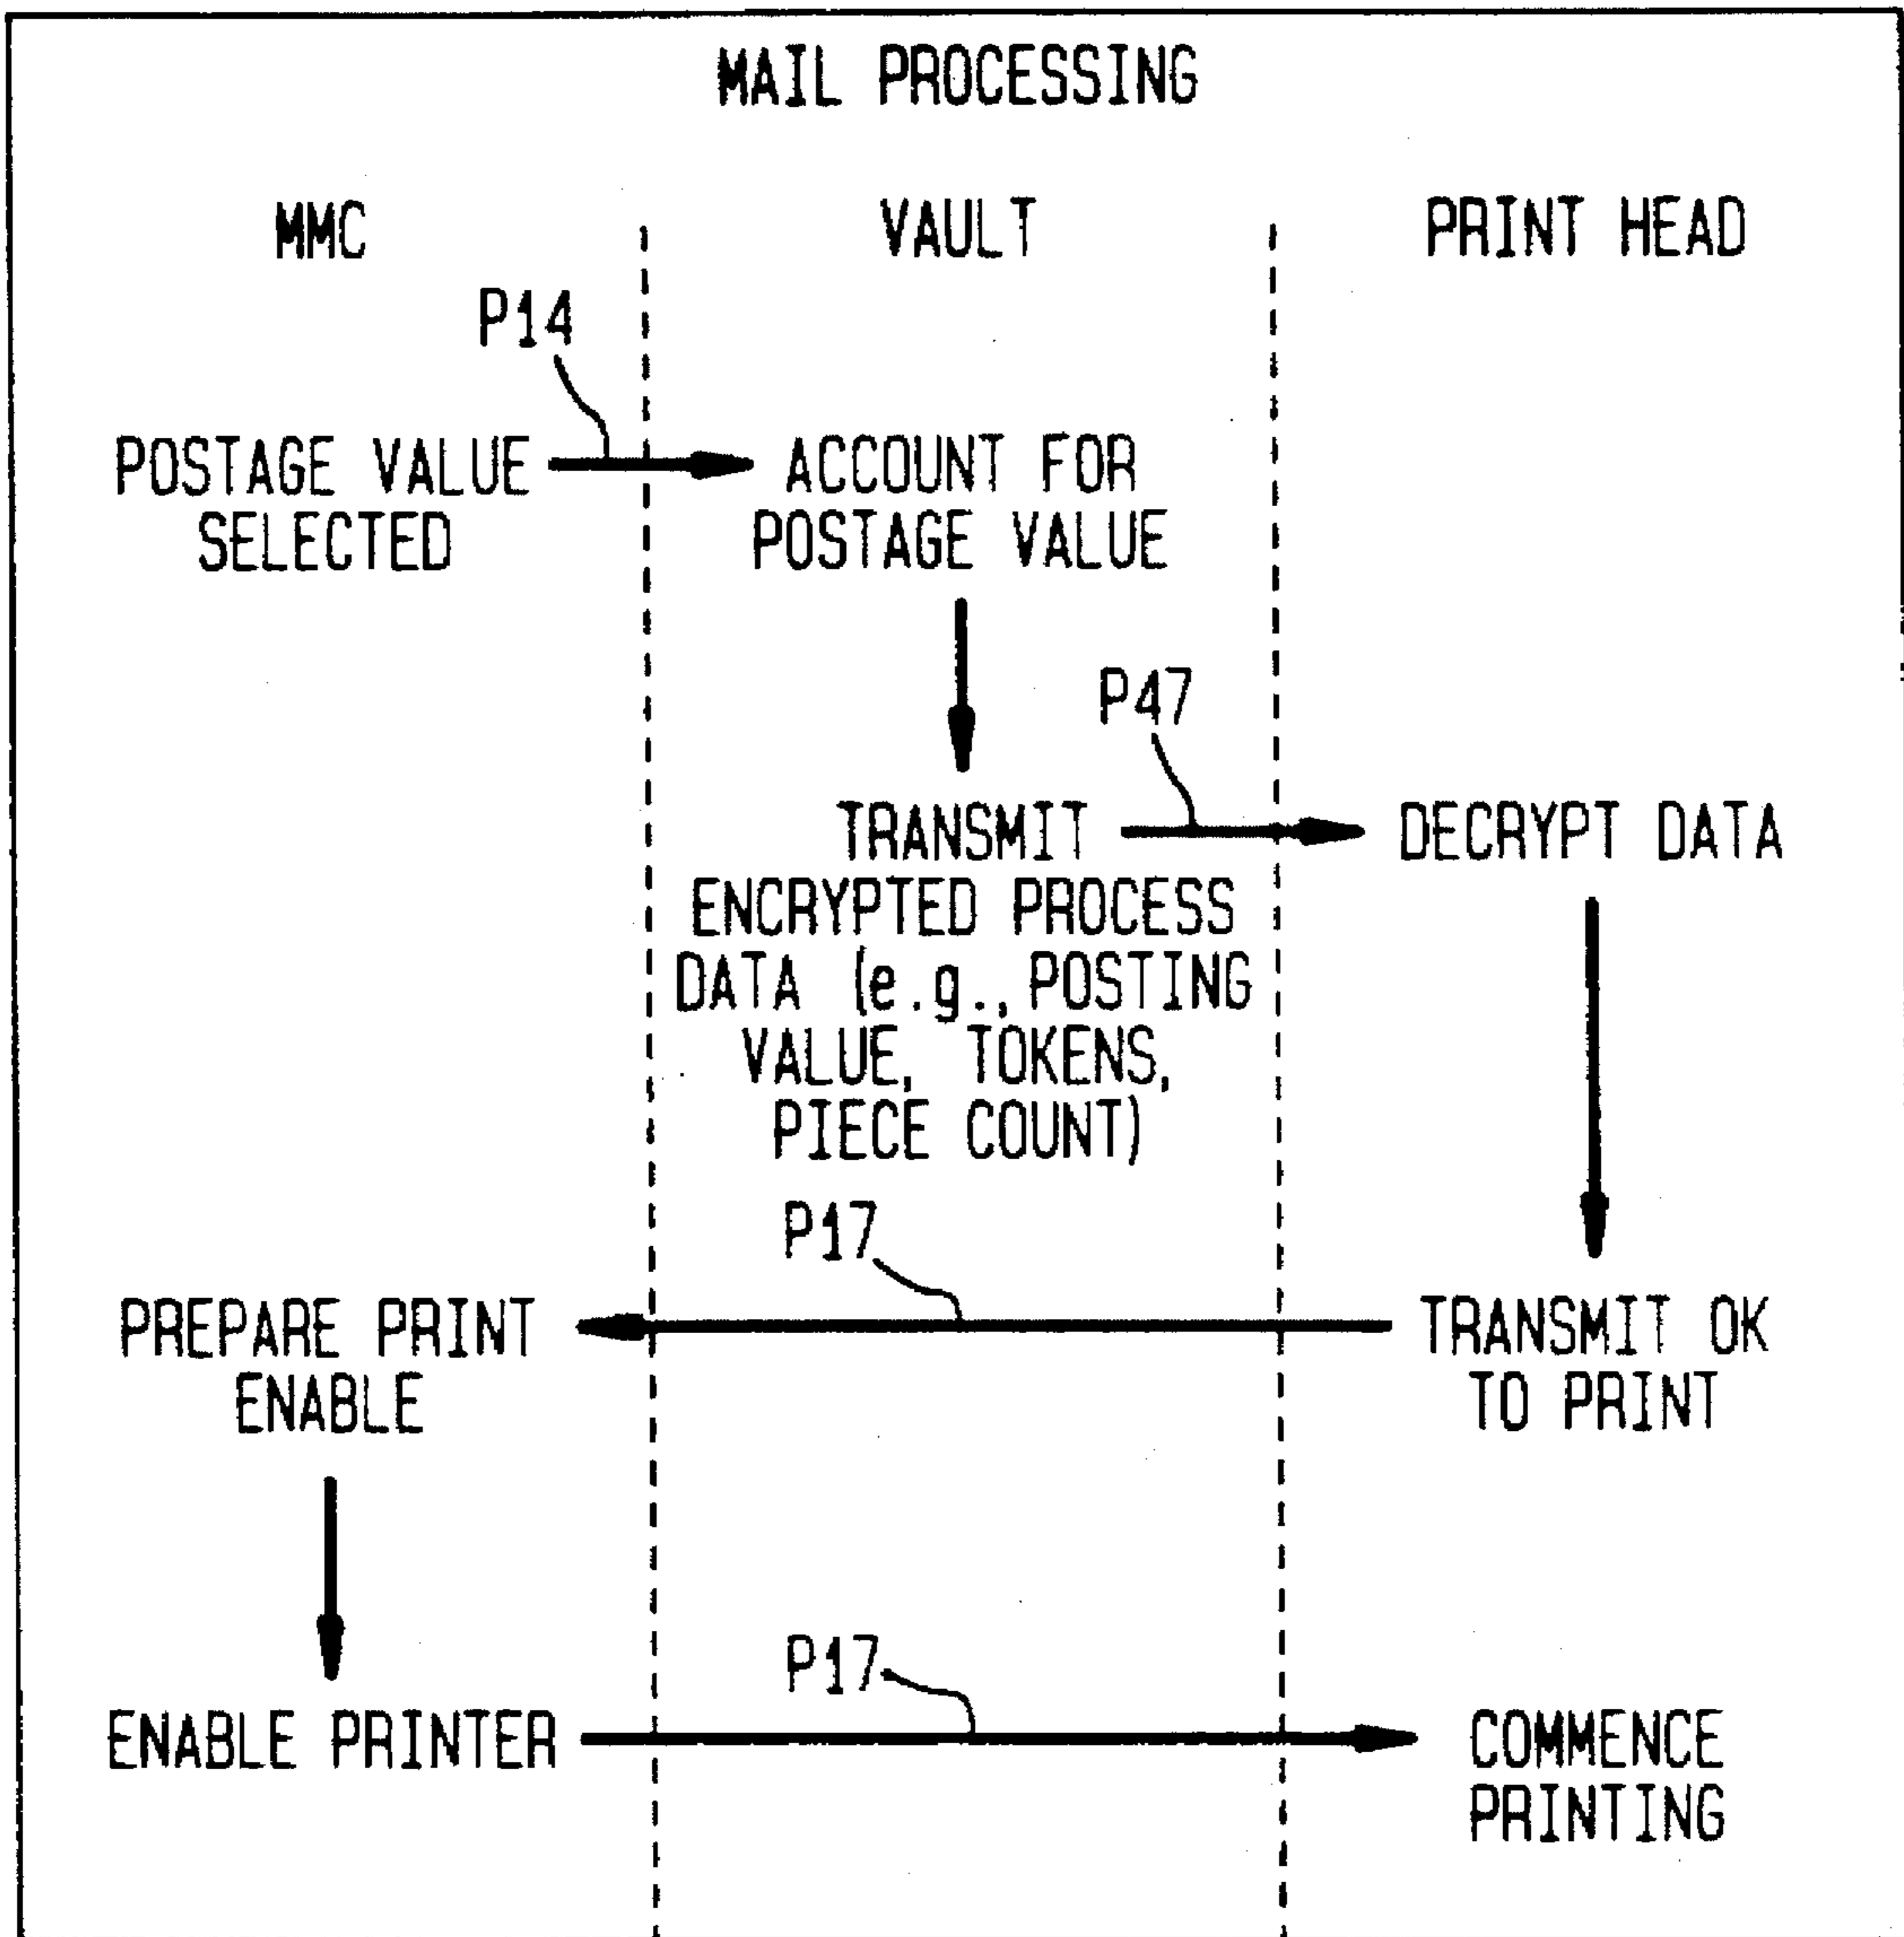 MAIL PROCESSING
MMC
VAULT
PRINT HEAD
P14
POSTAGE VALUE
SELECTED
ACCOUNT FOR
POSTAGE VALUE
P47
TRANSMIT
ENCRYPTED PROCESS
DATA (e.g., POSTING
VALUE, TOKENS,
PIECE COUNT)
DECRYPT DATA
P17
PREPARE PRINT
ENABLE
TRANSMIT OK
TO PRINT
P17
ENABLE PRINTER
COMMENCE
PRINTING